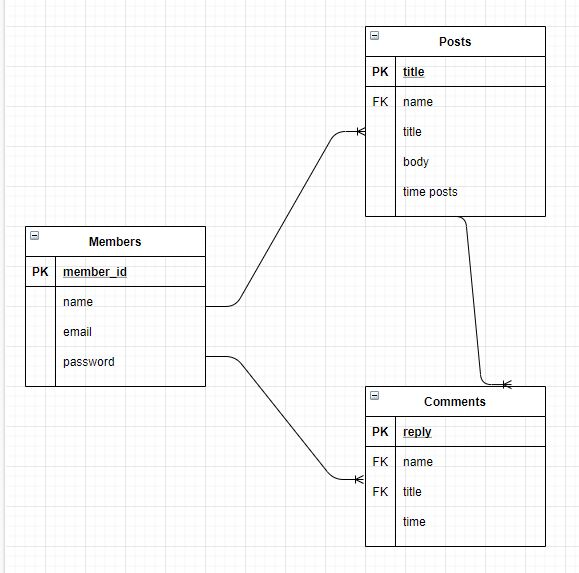 Posts
PK title
FK name
title
body
time posts
Members
PK member_id
name
email
password
Comments
PK reply
FK name
FK title
time